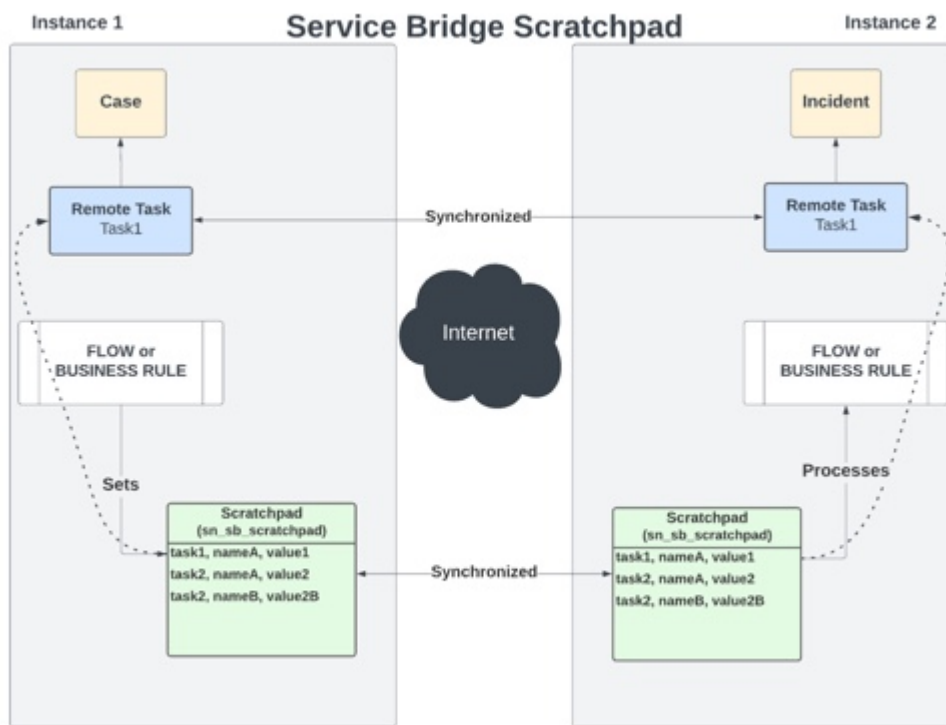 Instance 1
Service Bridge Scratchpad
Instance 2
Case
Incident
Remote Task
Task1
Synchronized
Remote Task
Task1
Internet
FLOW or
BUSINESS RULE
FLOW or
BUSINESS RULE
Sets
Processes
Scratchpad
(sn_sb_scratchpad)
task1, nameA, value1
task2, nameA, value2
task2, nameB, value2B
Synchronized
Scratchpad
(sn_sb_scratchpad)
task1, nameA, value1
task2, nameA, value2
task2, nameB, value2B